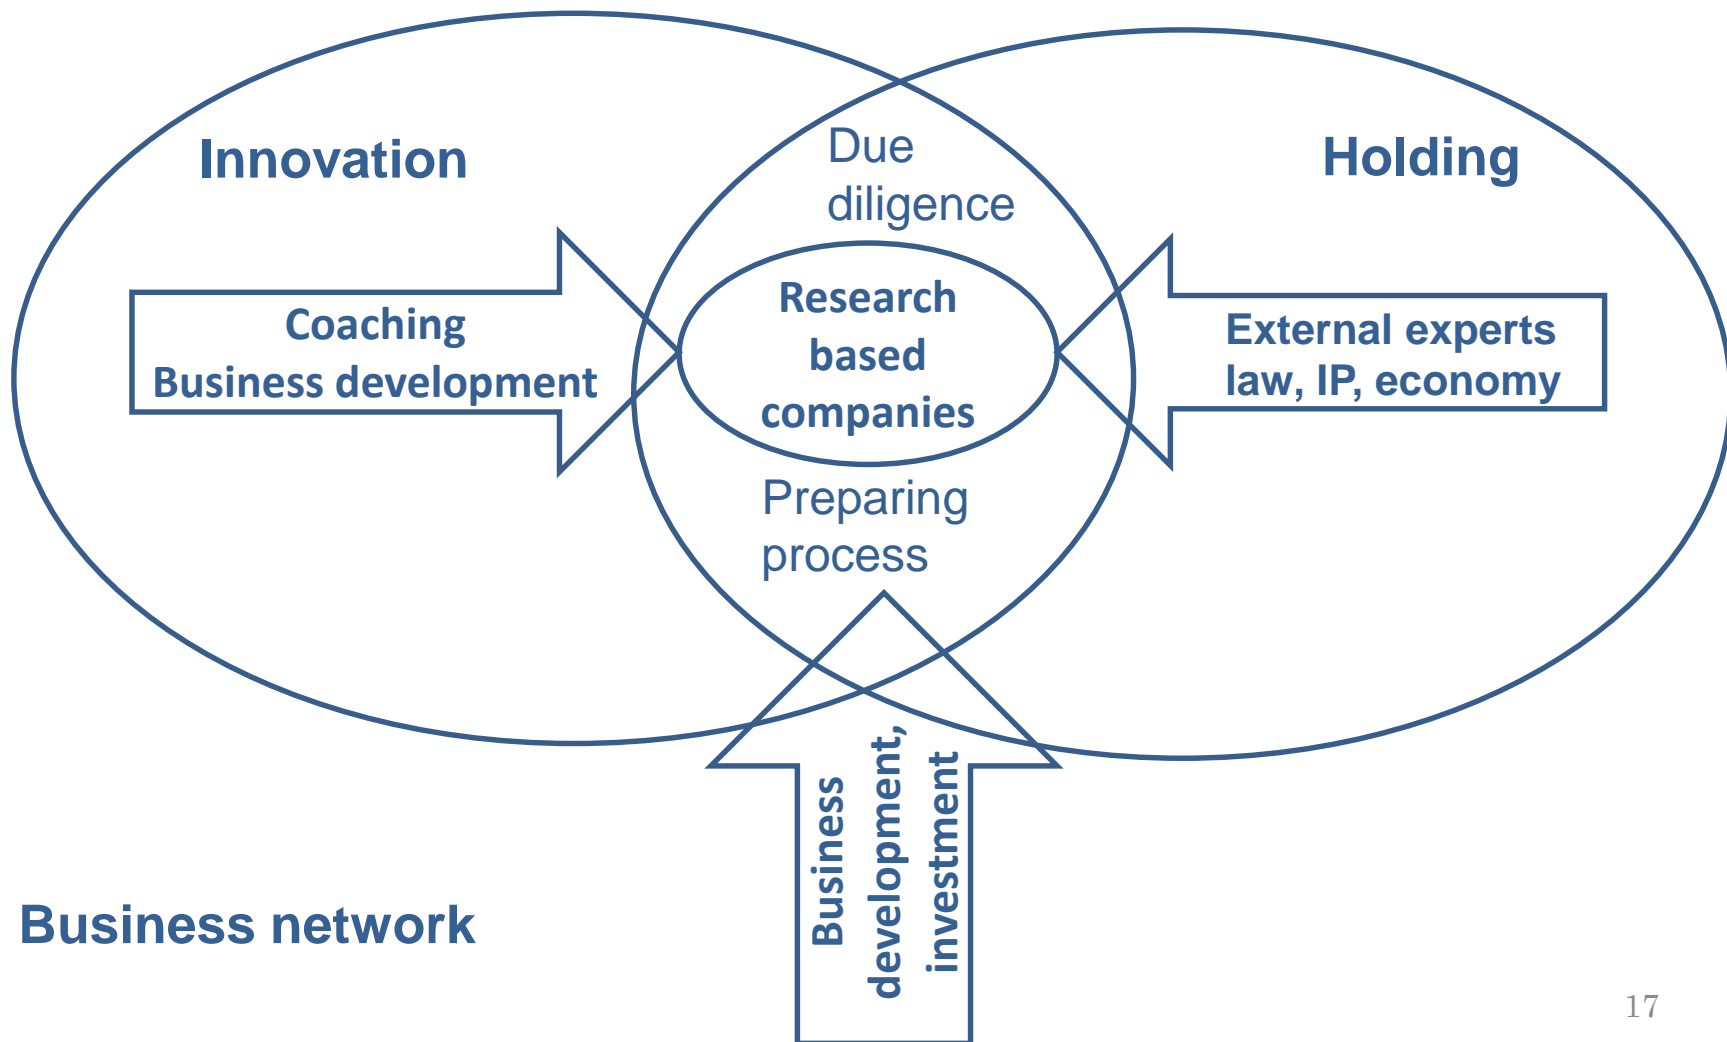 Innovation
Due
diligence
Holding
Coaching
Business development
Research
based
companies
External experts
law, IP, economy
Preparing
process
Business
development,
investment
Business network
17